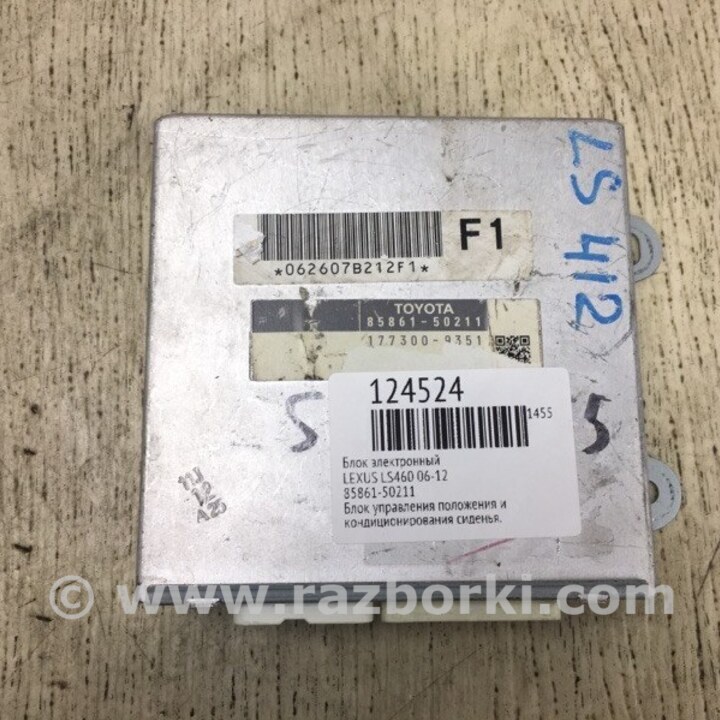 LS 412
F1
*062607B212F1*
TOYOTA
85861-50211
177300-9351
124524
1455
Блок электронный
LEXUS LS460 06-12
85861-50211
Блок управления положения и
кондиционирования сиденья.
S
5
© www.razborki.com